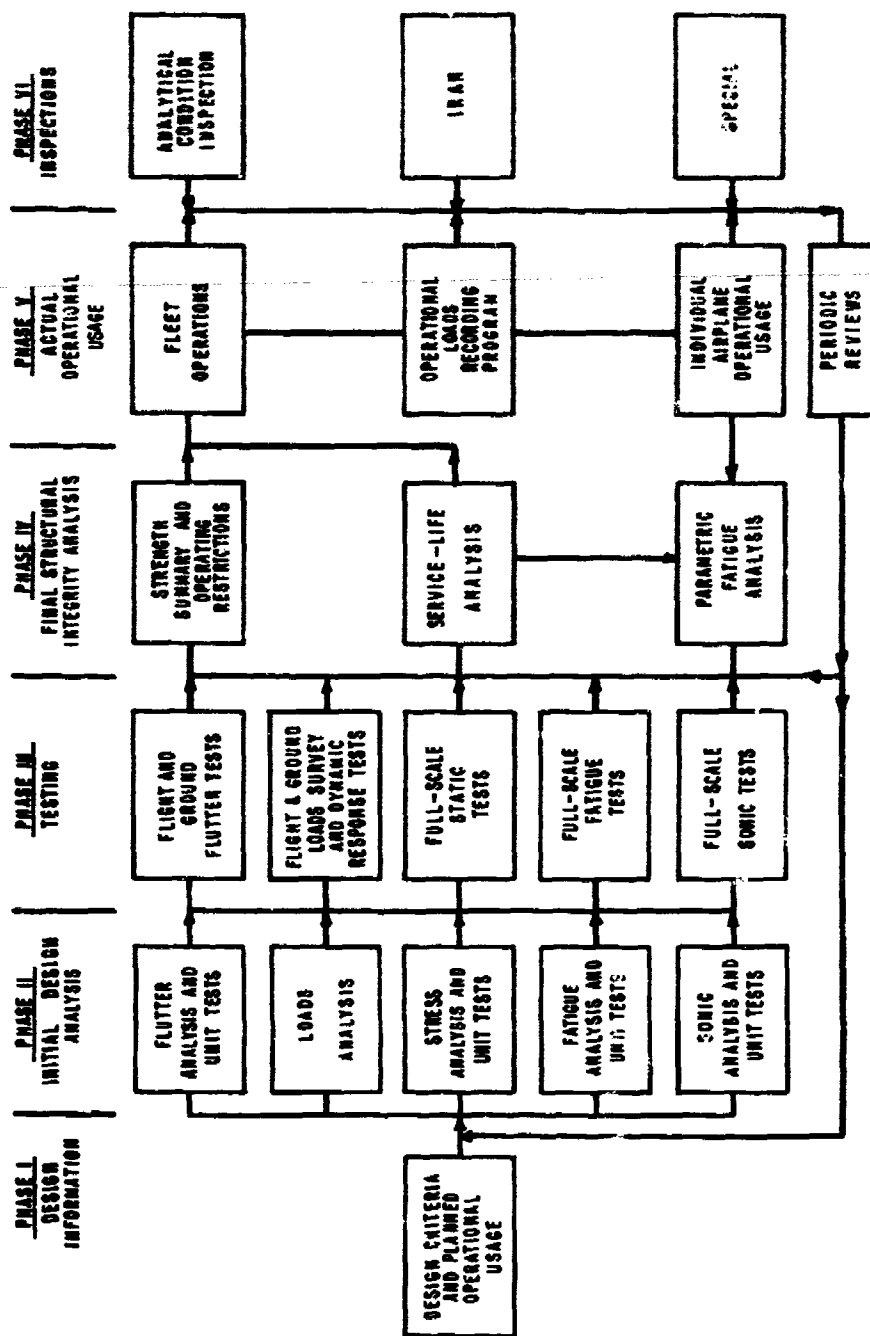 PHASE I
DESIGN
INFORMATION
PHASE II
INITIAL DESIGN
ANALYSIS
PHASE III
TESTING
PHASE IV
FINAL STRUCTURAL
INTEGRITY ANALYSIS
PHASE V
ACTUAL
OPERATIONAL
USAGE
PHASE VI
INSPECTIONS
DESIGN CRITERIA
AND PLANNED
OPERATIONAL
USAGE
FLUTTER
ANALYSIS AND
UNIT TESTS
LOADS
ANALYSIS
STRESS
ANALYSIS AND
UNIT TESTS
FATIGUE
ANALYSIS AND
UNIT TESTS
SONIC
ANALYSIS AND
UNIT TESTS
FLIGHT AND
GROUND
FLUTTER TESTS
FLIGHT & GROUND
LOADS SURVEY
AND DYNAMIC
RESPONSE TESTS
FULL-SCALE
STATIC
TESTS
FULL-SCALE
FATIGUE
TESTS
FULL-SCALE
SONIC TESTS
STRENGTH
SUMMARY AND
OPERATING
RESTRICTIONS
SERVICE-LIFE
ANALYSIS
PARAMETRIC
FATIGUE
ANALYSIS
FLEET
OPERATIONS
OPERATIONAL
LOADS
RECORDING
PROGRAM
INDIVIDUAL
AIRPLANE
OPERATIONAL
USAGE
PERIODIC
REVIEWS
ANALYTICAL
CONDITION
INSPECTION
IRAN
SPECIAL